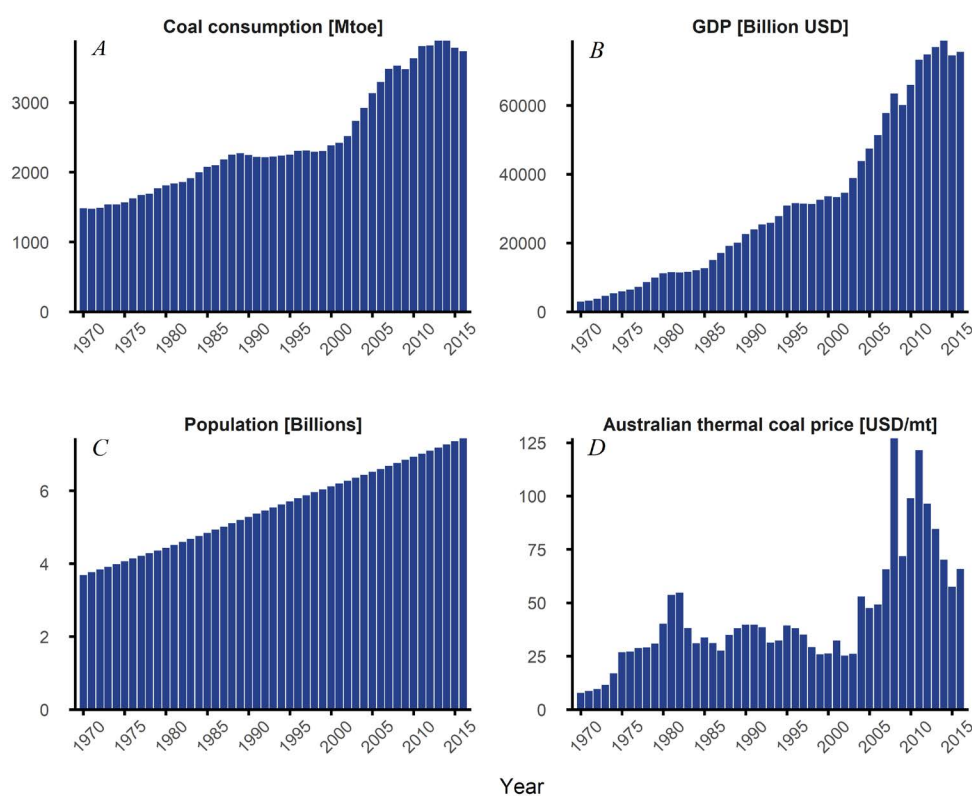 Coal consumption [Mtoe]
A
3000
2000
1000
0
1970 1975 1980 1985 1990 1995 2000 2005 2010 2015
GDP [Billion USD]
B
60000
40000
20000
0
1970 1975 1980 1985 1990 1995 2000 2005 2010 2015
Population [Billions]
C
6
4
2
0
1970 1975 1980 1985 1990 1995 2000 2005 2010 2015
Australian thermal coal price [USD/mt]
D
125
100
75
50
25
0
1970 1975 1980 1985 1990 1995 2000 2005 2010 2015
Year